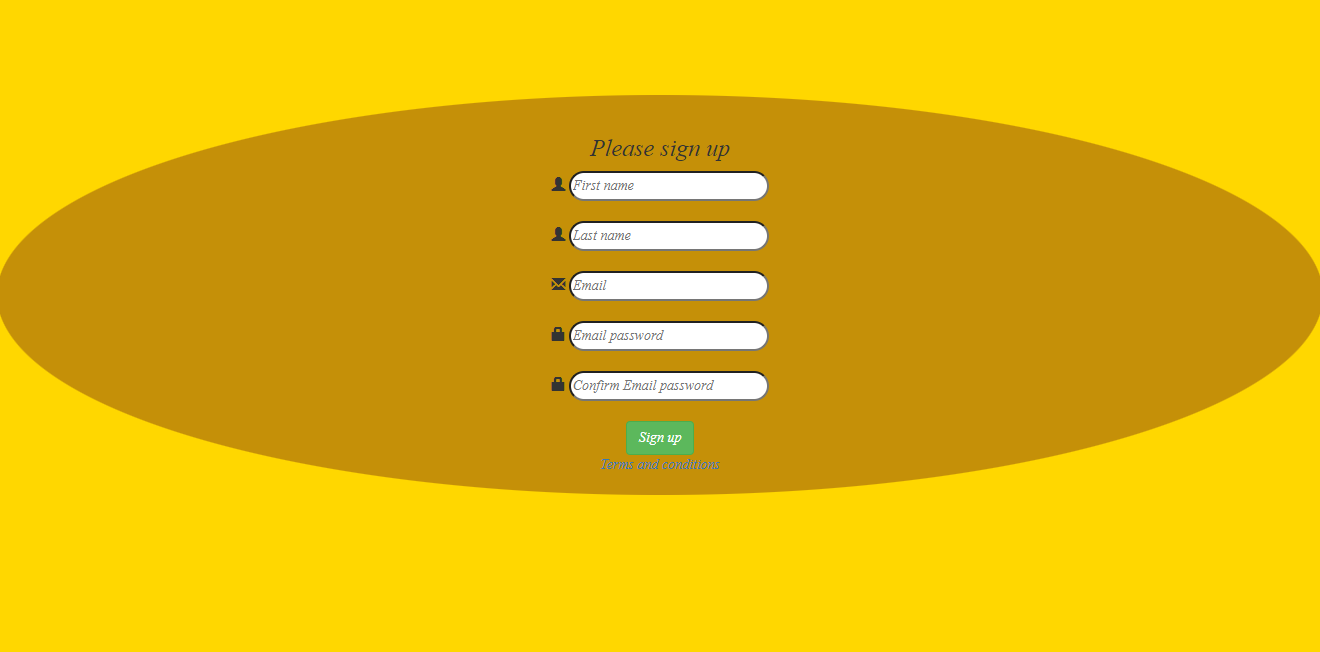 Please sign up
First name
Last name
Email
Email password
Confirm Email password
Sign up
Terms and conditions